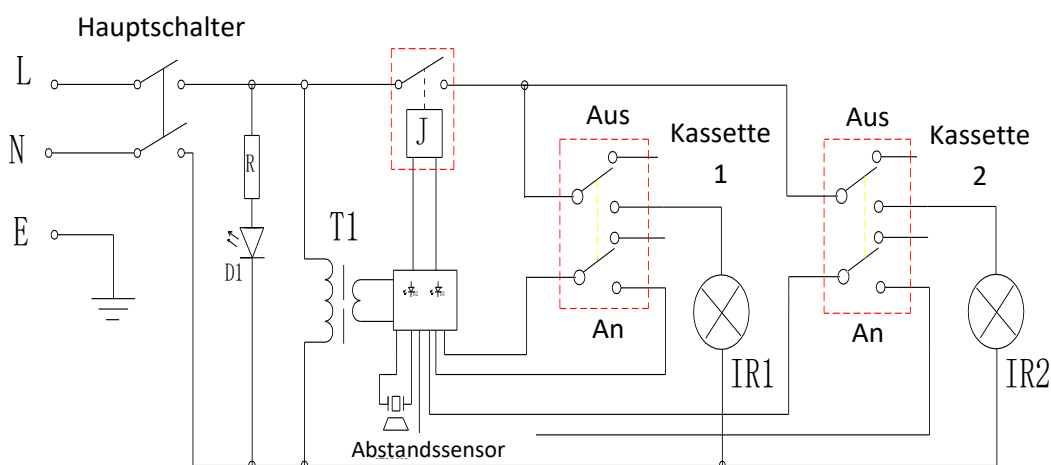 Hauptschalter
L
N
E
R
D1
T1
J
Aus
Kassette
1
An
IR1
Aus
Kassette
2
An
IR2
Abstandssensor